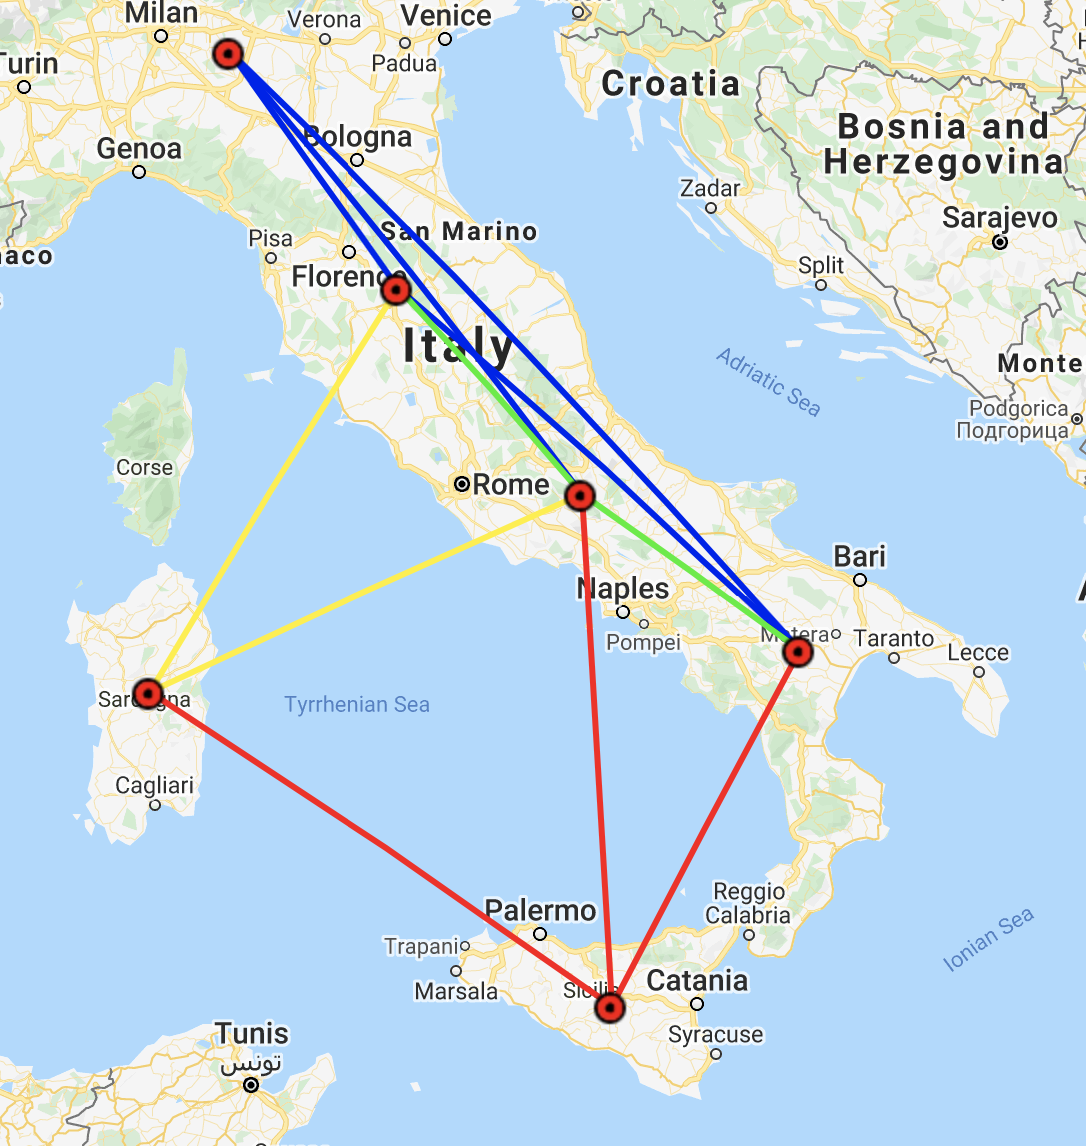 Milan
Verona
Venice
Padua
Turin
Croatia
Bologna
Genoa
Bosnia and
Herzegovina
Zadar
Sarajevo
San Marino
Pisa
Florence
Split
Italy
Adriatic Sea
Monte
Podgorica
Подгорица
Corse
Rome
Bari
Naples
Pompei
Matera
Taranto
Lecce
Sardegna
Tyrrhenian Sea
Cagliari
Reggio
Calabria
Palermo
Trapani
Marsala
Sicilia
Catania
Ionian Sea
Syracuse
Tunis
تونس